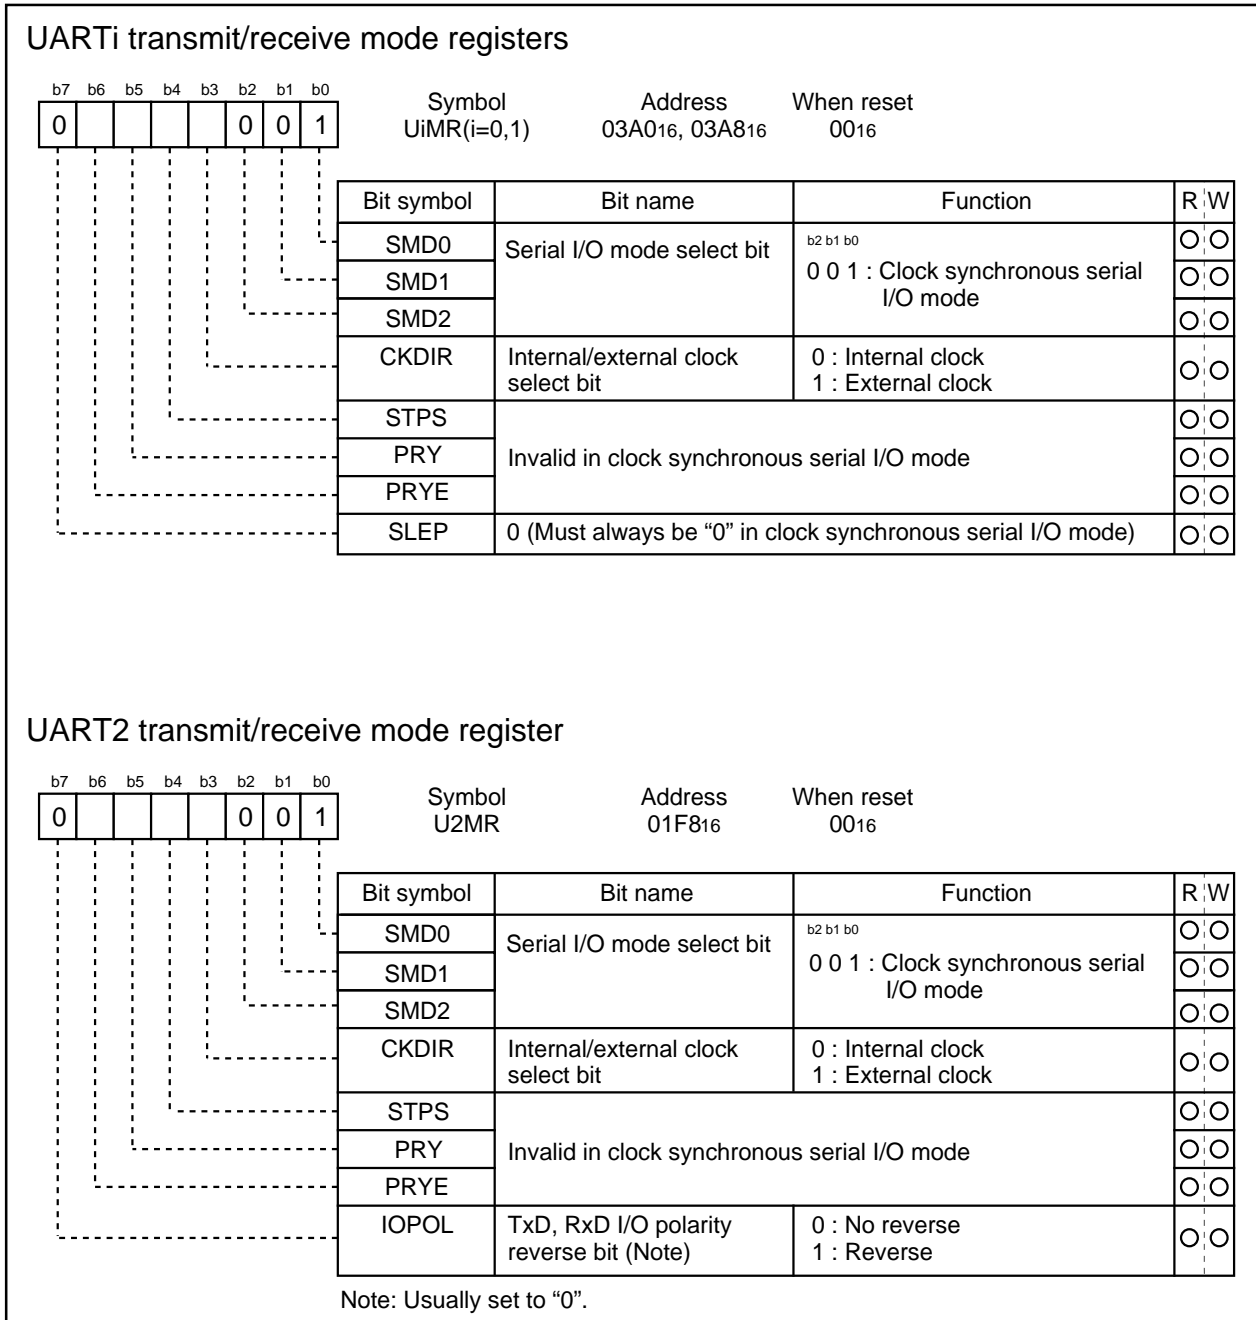 UARTi transmit/receive mode registers
b7 b6 b5 b4 b3 b2 b1 b0
0 0 0 1
Symbol Address When reset
UiMR(i=0,1) 03A016, 03A816 0016
Bit symbol Bit name Function R W
SMD0 Serial I/O mode select bit b2 b1 b0
0 0 1 : Clock synchronous serial
SMD1 I/O mode
SMD2
CKDIR Internal/external clock 0 : Internal clock
select bit 1 : External clock
STPS
PRY Invalid in clock synchronous serial I/O mode
PRYE
SLEP 0 (Must always be “0” in clock synchronous serial I/O mode)
UART2 transmit/receive mode register
b7 b6 b5 b4 b3 b2 b1 b0
0 0 0 1
Symbol Address When reset
U2MR 01F816 0016
Bit symbol Bit name Function R W
SMD0 Serial I/O mode select bit b2 b1 b0
0 0 1 : Clock synchronous serial
SMD1 I/O mode
SMD2
CKDIR Internal/external clock 0 : Internal clock
select bit 1 : External clock
STPS
PRY Invalid in clock synchronous serial I/O mode
PRYE
IOPOL TxD, RxD I/O polarity 0 : No reverse
reverse bit (Note) 1 : Reverse
Note: Usually set to “0”.